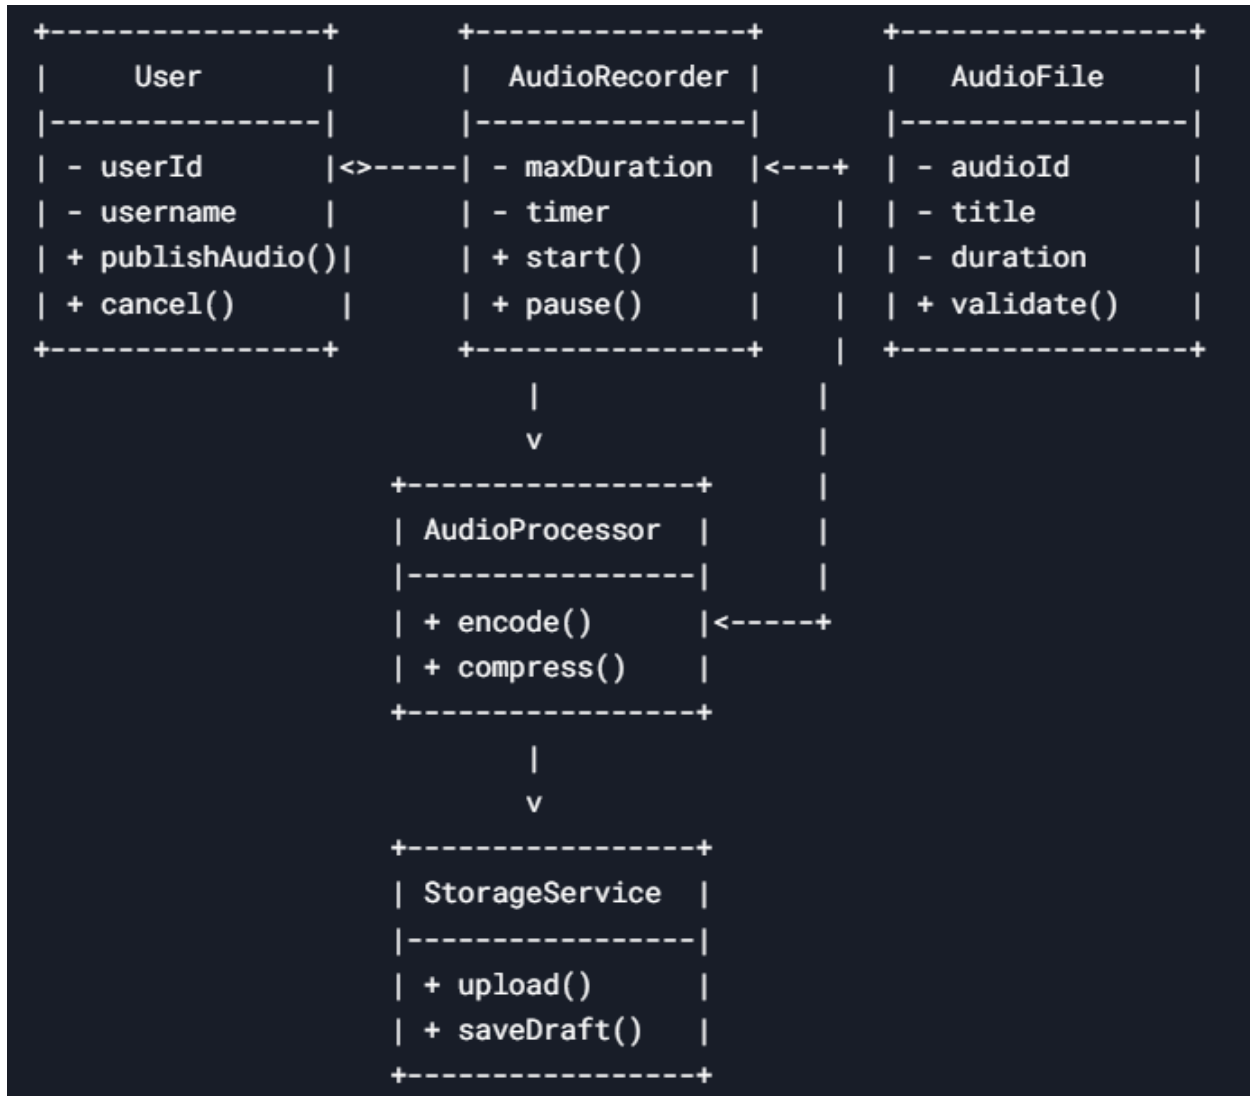 +----------------+       +----------------+       +-----------------+
|     User       |       |  AudioRecorder |       |   AudioFile     |
|----------------|       |----------------|       |-----------------|
| - userId       |<>-----| - maxDuration  |<---+  | - audioId       |
| - username     |       | - timer        |    |  | - title         |
| + publishAudio()|      | + start()      |    |  | - duration      |
| + cancel()      |      | + pause()      |    |  | + validate()    |
+----------------+       +----------------+    |  +-----------------+
                             |                |
                             v                |
                     +-----------------+      |
                     | AudioProcessor  |      |
                     |-----------------|      |
                     | + encode()      |<-----+
                     | + compress()    |
                     +-----------------+
                             |
                             v
                     +-----------------+
                     | StorageService  |
                     |-----------------|
                     | + upload()      |
                     | + saveDraft()   |
                     +-----------------+